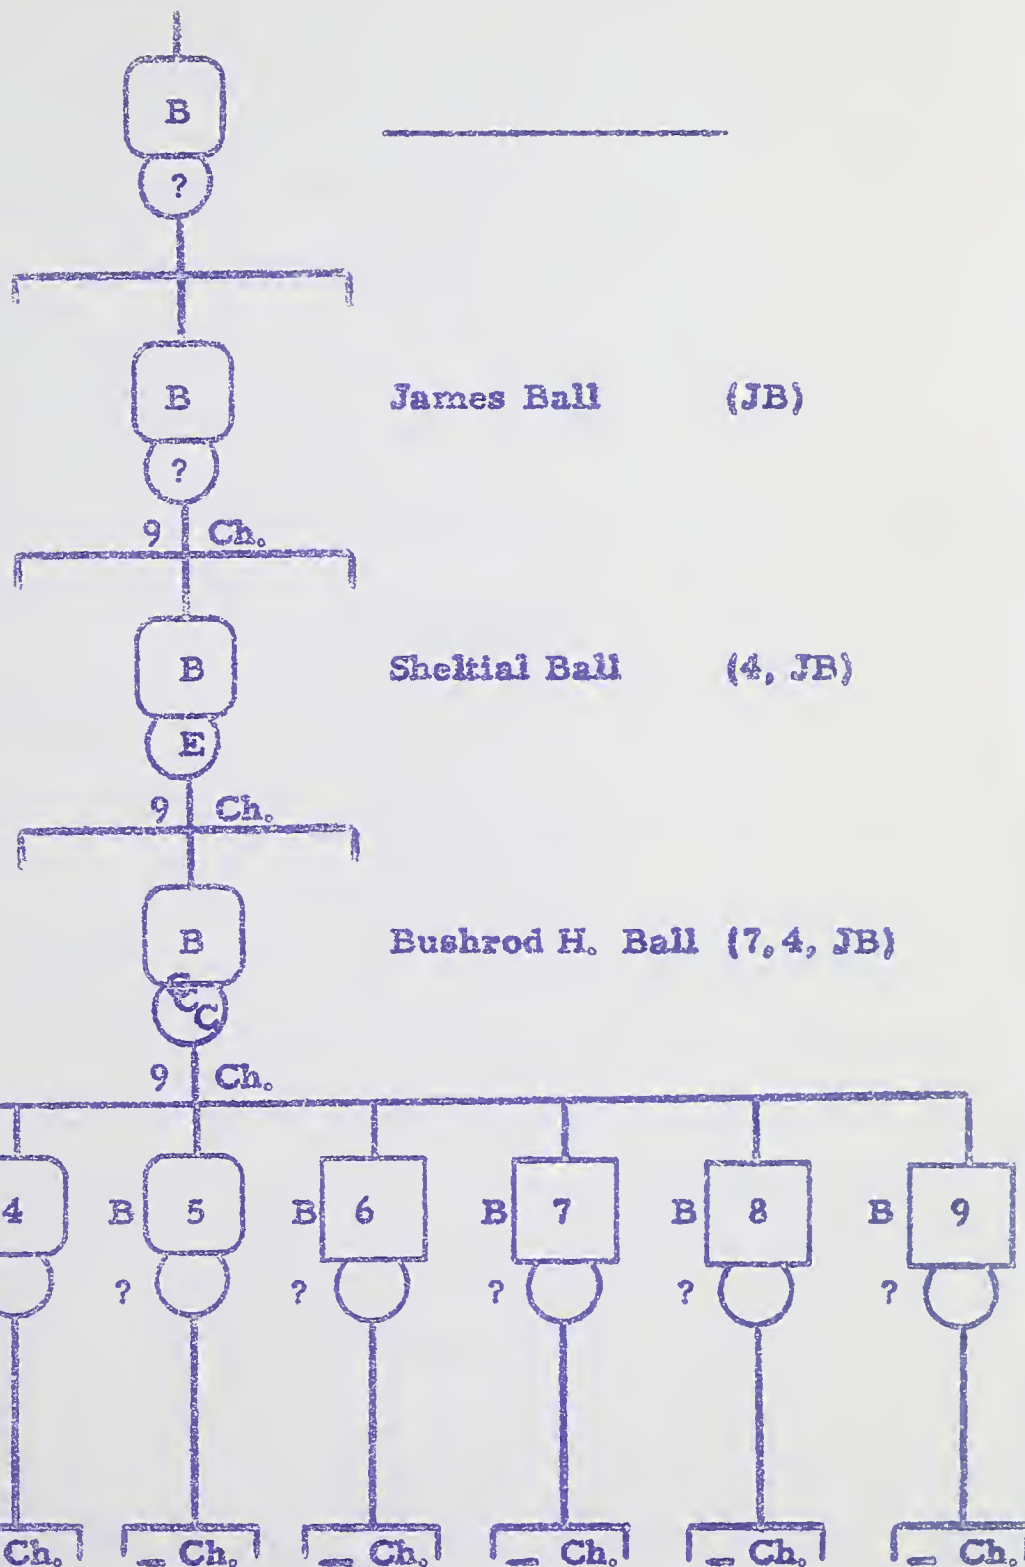 B
?
B James Ball (JB)
?
9 Ch.
B Sheltial Ball (4, JB)
E
9 Ch.
B Bushrod H. Ball (7,4, JB)
C
C
C
9 Ch.
4 B 5 B 6 B 7 B 8 B 9
? ? ? ? ?
Ch. _ Ch. _ Ch. _ Ch. _ Ch. _ Ch.